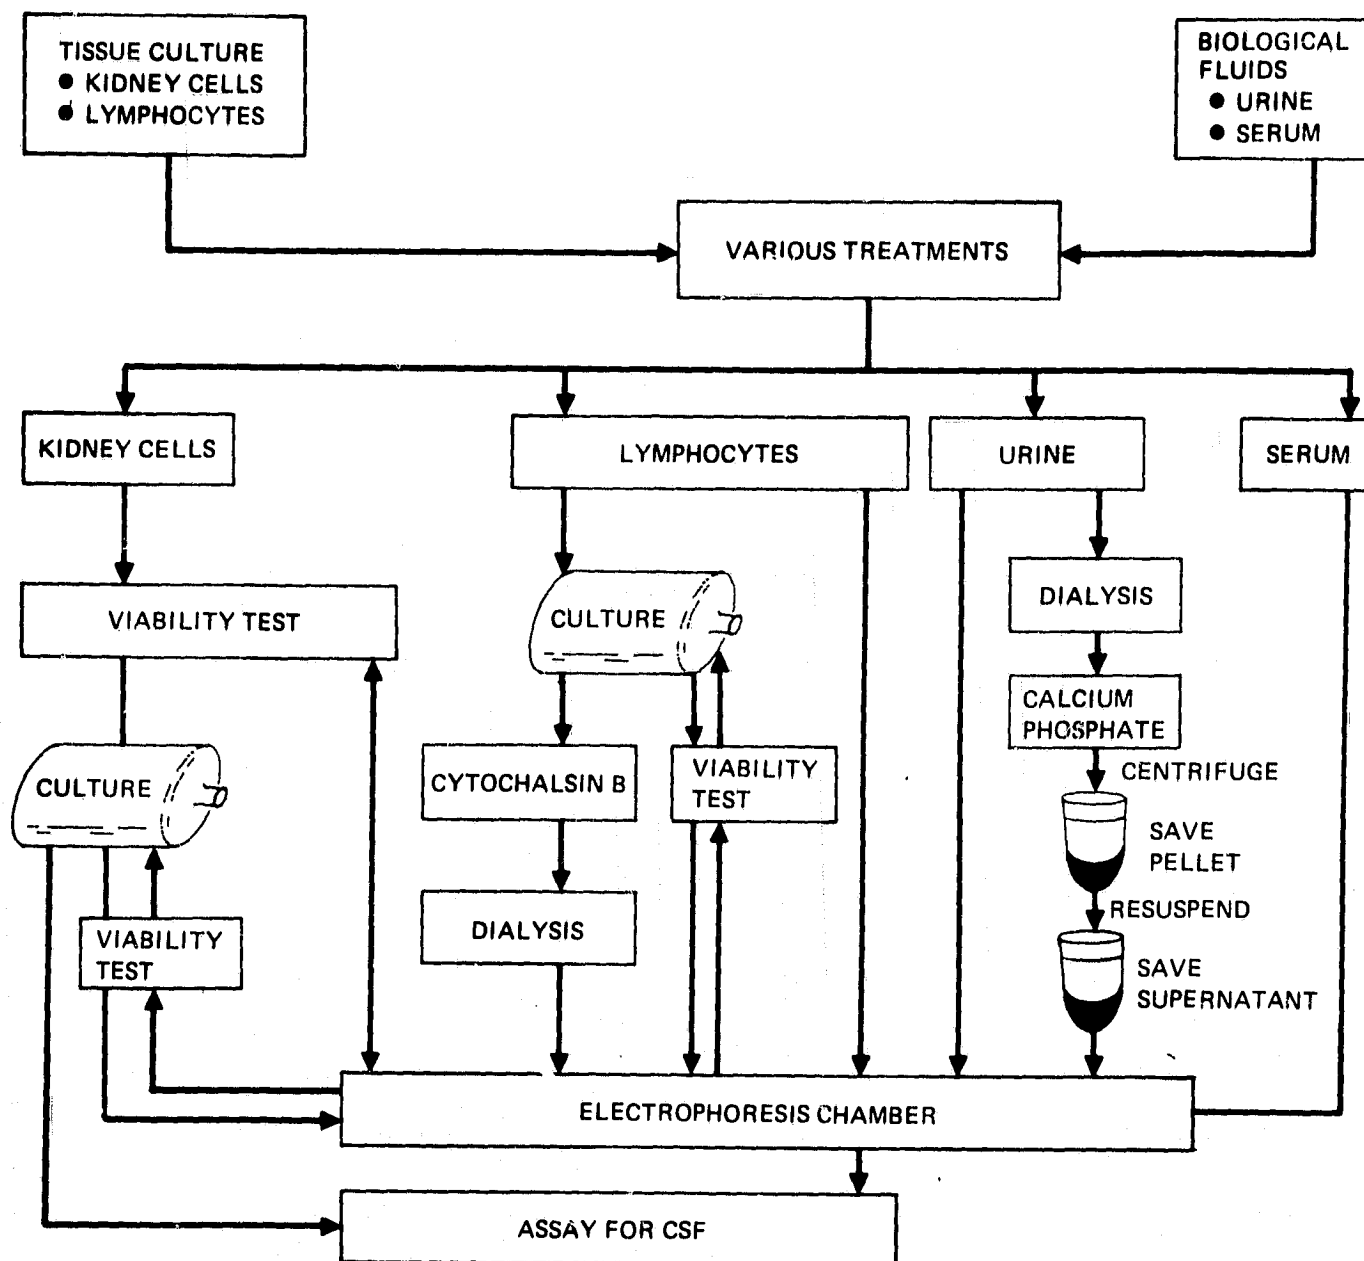 TISSUE CULTURE
● KIDNEY CELLS
● LYMPHOCYTES
BIOLOGICAL
FLUIDS
● URINE
● SERUM
VARIOUS TREATMENTS
KIDNEY CELLS
LYMPHOCYTES
URINE
SERUM
VIABILITY TEST
CULTURE
DIALYSIS
CALCIUM
PHOSPHATE
CENTRIFUGE
CULTURE
CYTOCHALSIN B
VIABILITY
TEST
SAVE
PELLET
RESUSPEND
VIABILITY
TEST
DIALYSIS
SAVE
SUPERNATANT
ELECTROPHORESIS CHAMBER
ASSAY FOR CSF